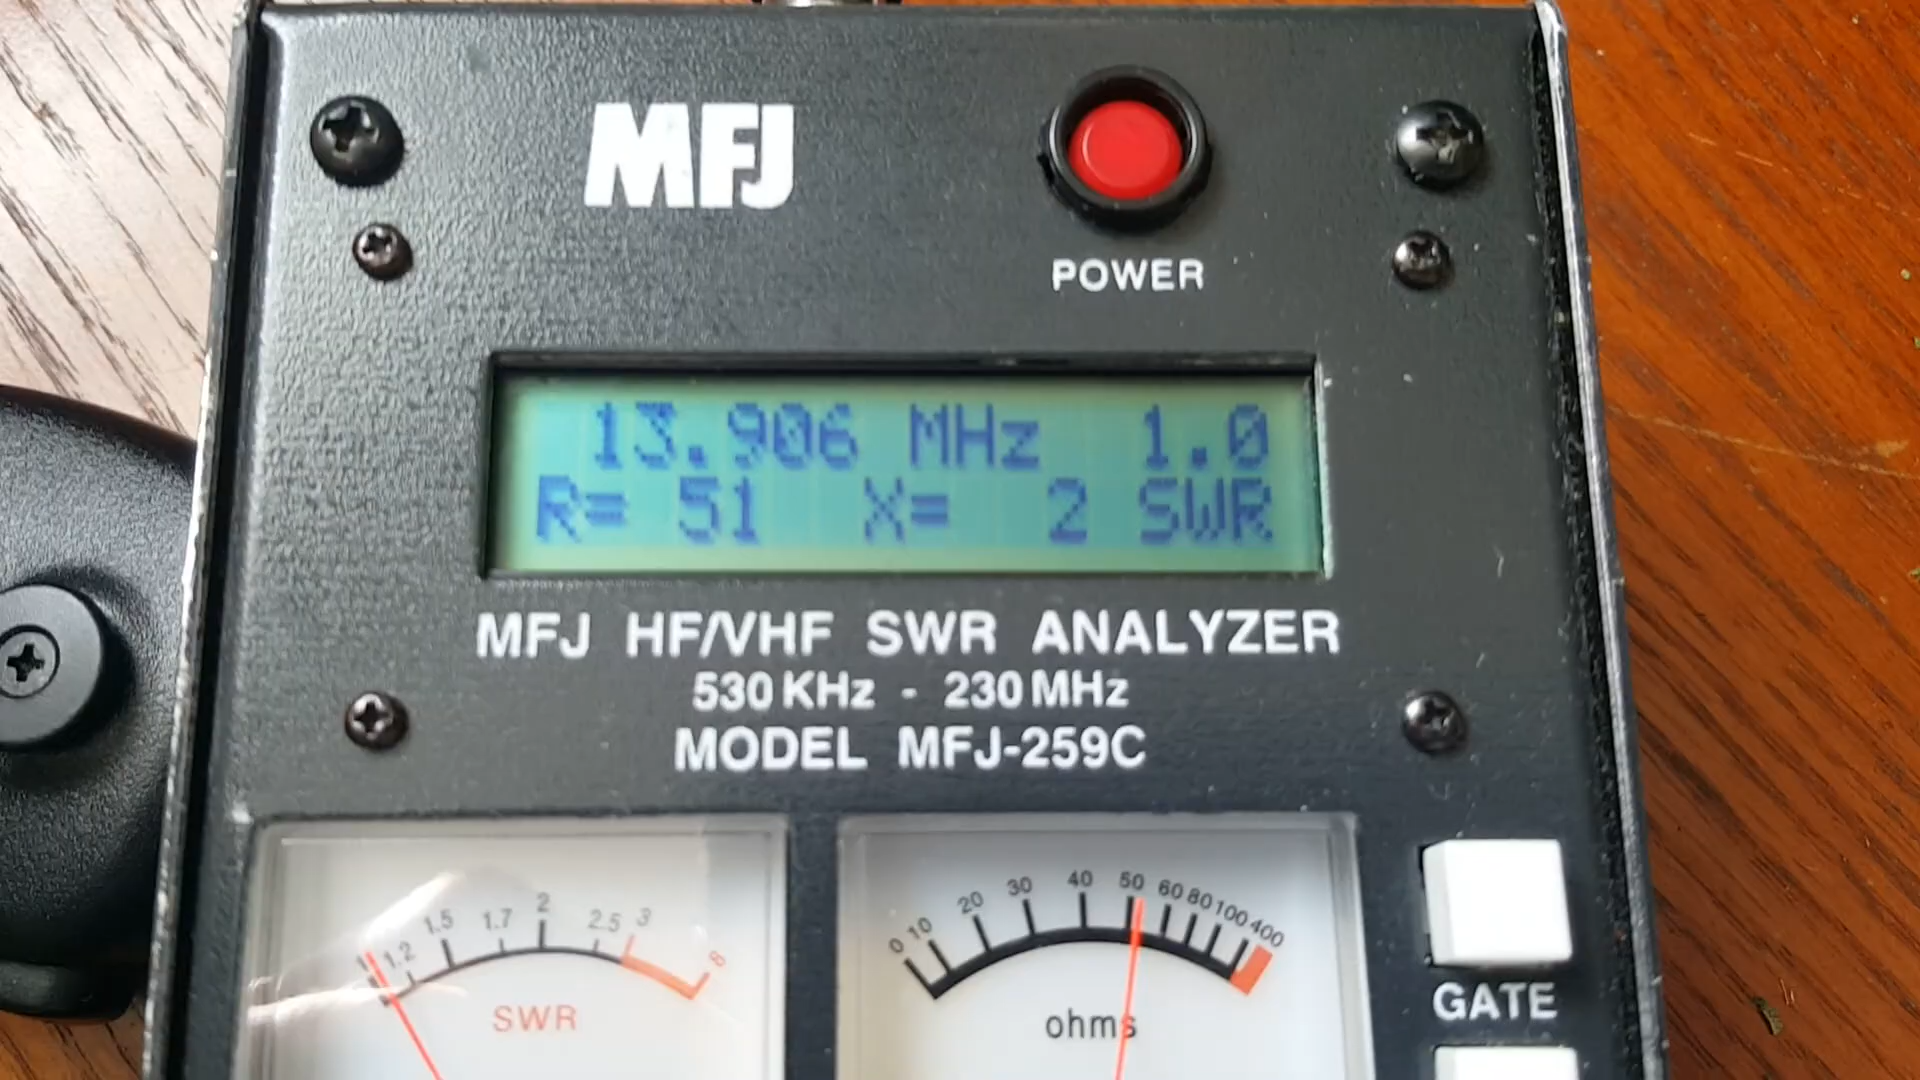 MFJ
POWER
13.906 MHz 1.0
R= 51 X= 2 SWR
MFJ HF/VHF SWR ANALYZER
530 KHz - 230 MHz
MODEL MFJ-259C
1 1.2 1.5 1.7 2 2.5 3 8
SWR
0 10 20 30 40 50 60 80 100 400
ohms
GATE